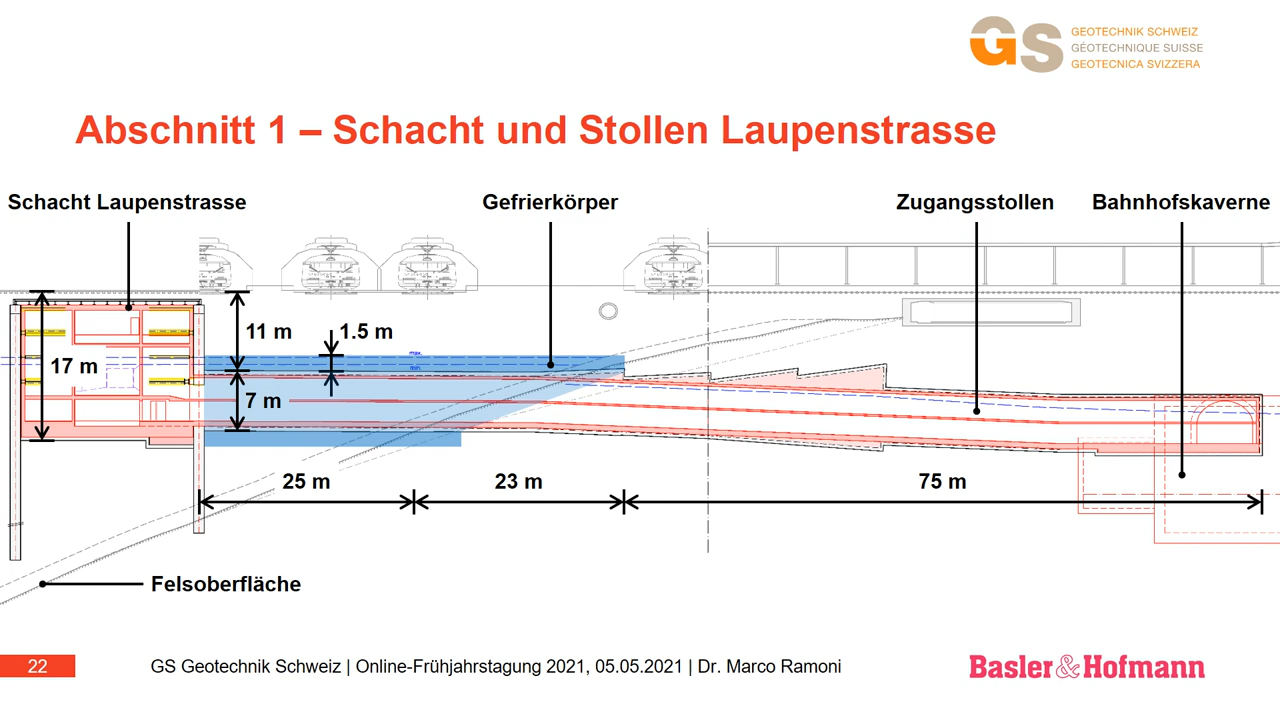 GS
GEOTECHNIK SCHWEIZ
GÉOTECHNIQUE SUISSE
GEOTECNICA SVIZZERA
Abschnitt 1 – Schacht und Stollen Laupenstrasse
Schacht Laupenstrasse
Gefrierkörper
Zugangsstollen
Bahnhofskaverne
11 m
1.5 m
max.
17 m
min.
7 m
25 m
23 m
75 m
Felsoberfläche
22
GS Geotechnik Schweiz | Online-Frühjahrstagung 2021, 05.05.2021 | Dr. Marco Ramoni
Basler & Hofmann